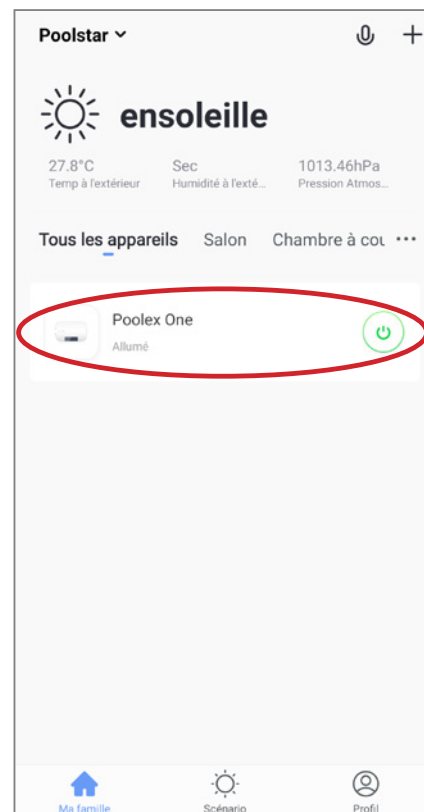 Poolstar
ensoleille
27.8°C Sec 1013.46hPa
Temp à l'extérieur Humidité à l'exté... Pression Atmos...
Tous les appareils Salon Chambre à cou ...
Poolex One
Allumé
Ma famille Scénario Profil